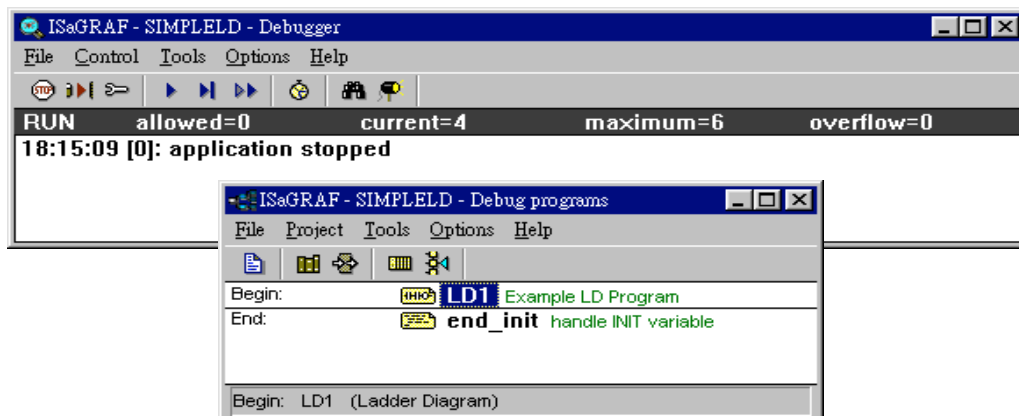 ISaGRAF - SIMPLELD - Debugger
File Control Tools Options Help
STOP
RUN allowed=0 current=4 maximum=6 overflow=0
18:15:09 [0]: application stopped
ISaGRAF - SIMPLELD - Debug programs
File Project Tools Options Help
Begin: LD1 Example LD Program
End: end_init handle INIT variable
Begin: LD1 (Ladder Diagram)